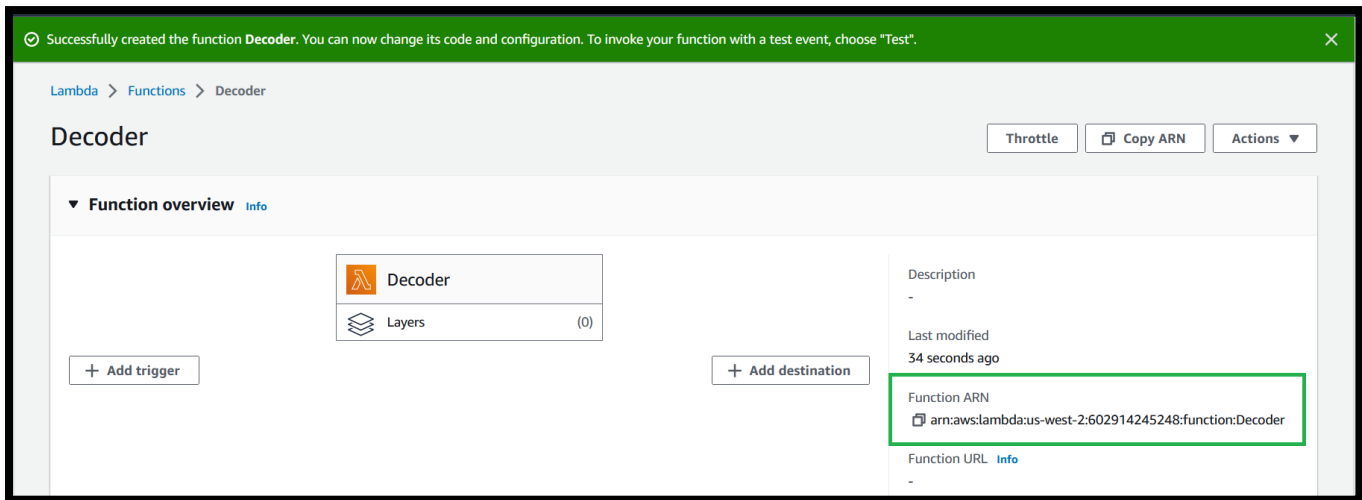 Successfully created the function Decoder. You can now change its code and configuration. To invoke your function with a test event, choose "Test".
Lambda > Functions > Decoder
Decoder
Throttle
Copy ARN
Actions
Function overview Info
Decoder
Layers (0)
+ Add trigger
+ Add destination
Description
-
Last modified
34 seconds ago
Function ARN
arn:aws:lambda:us-west-2:602914245248:function:Decoder
Function URL Info
-